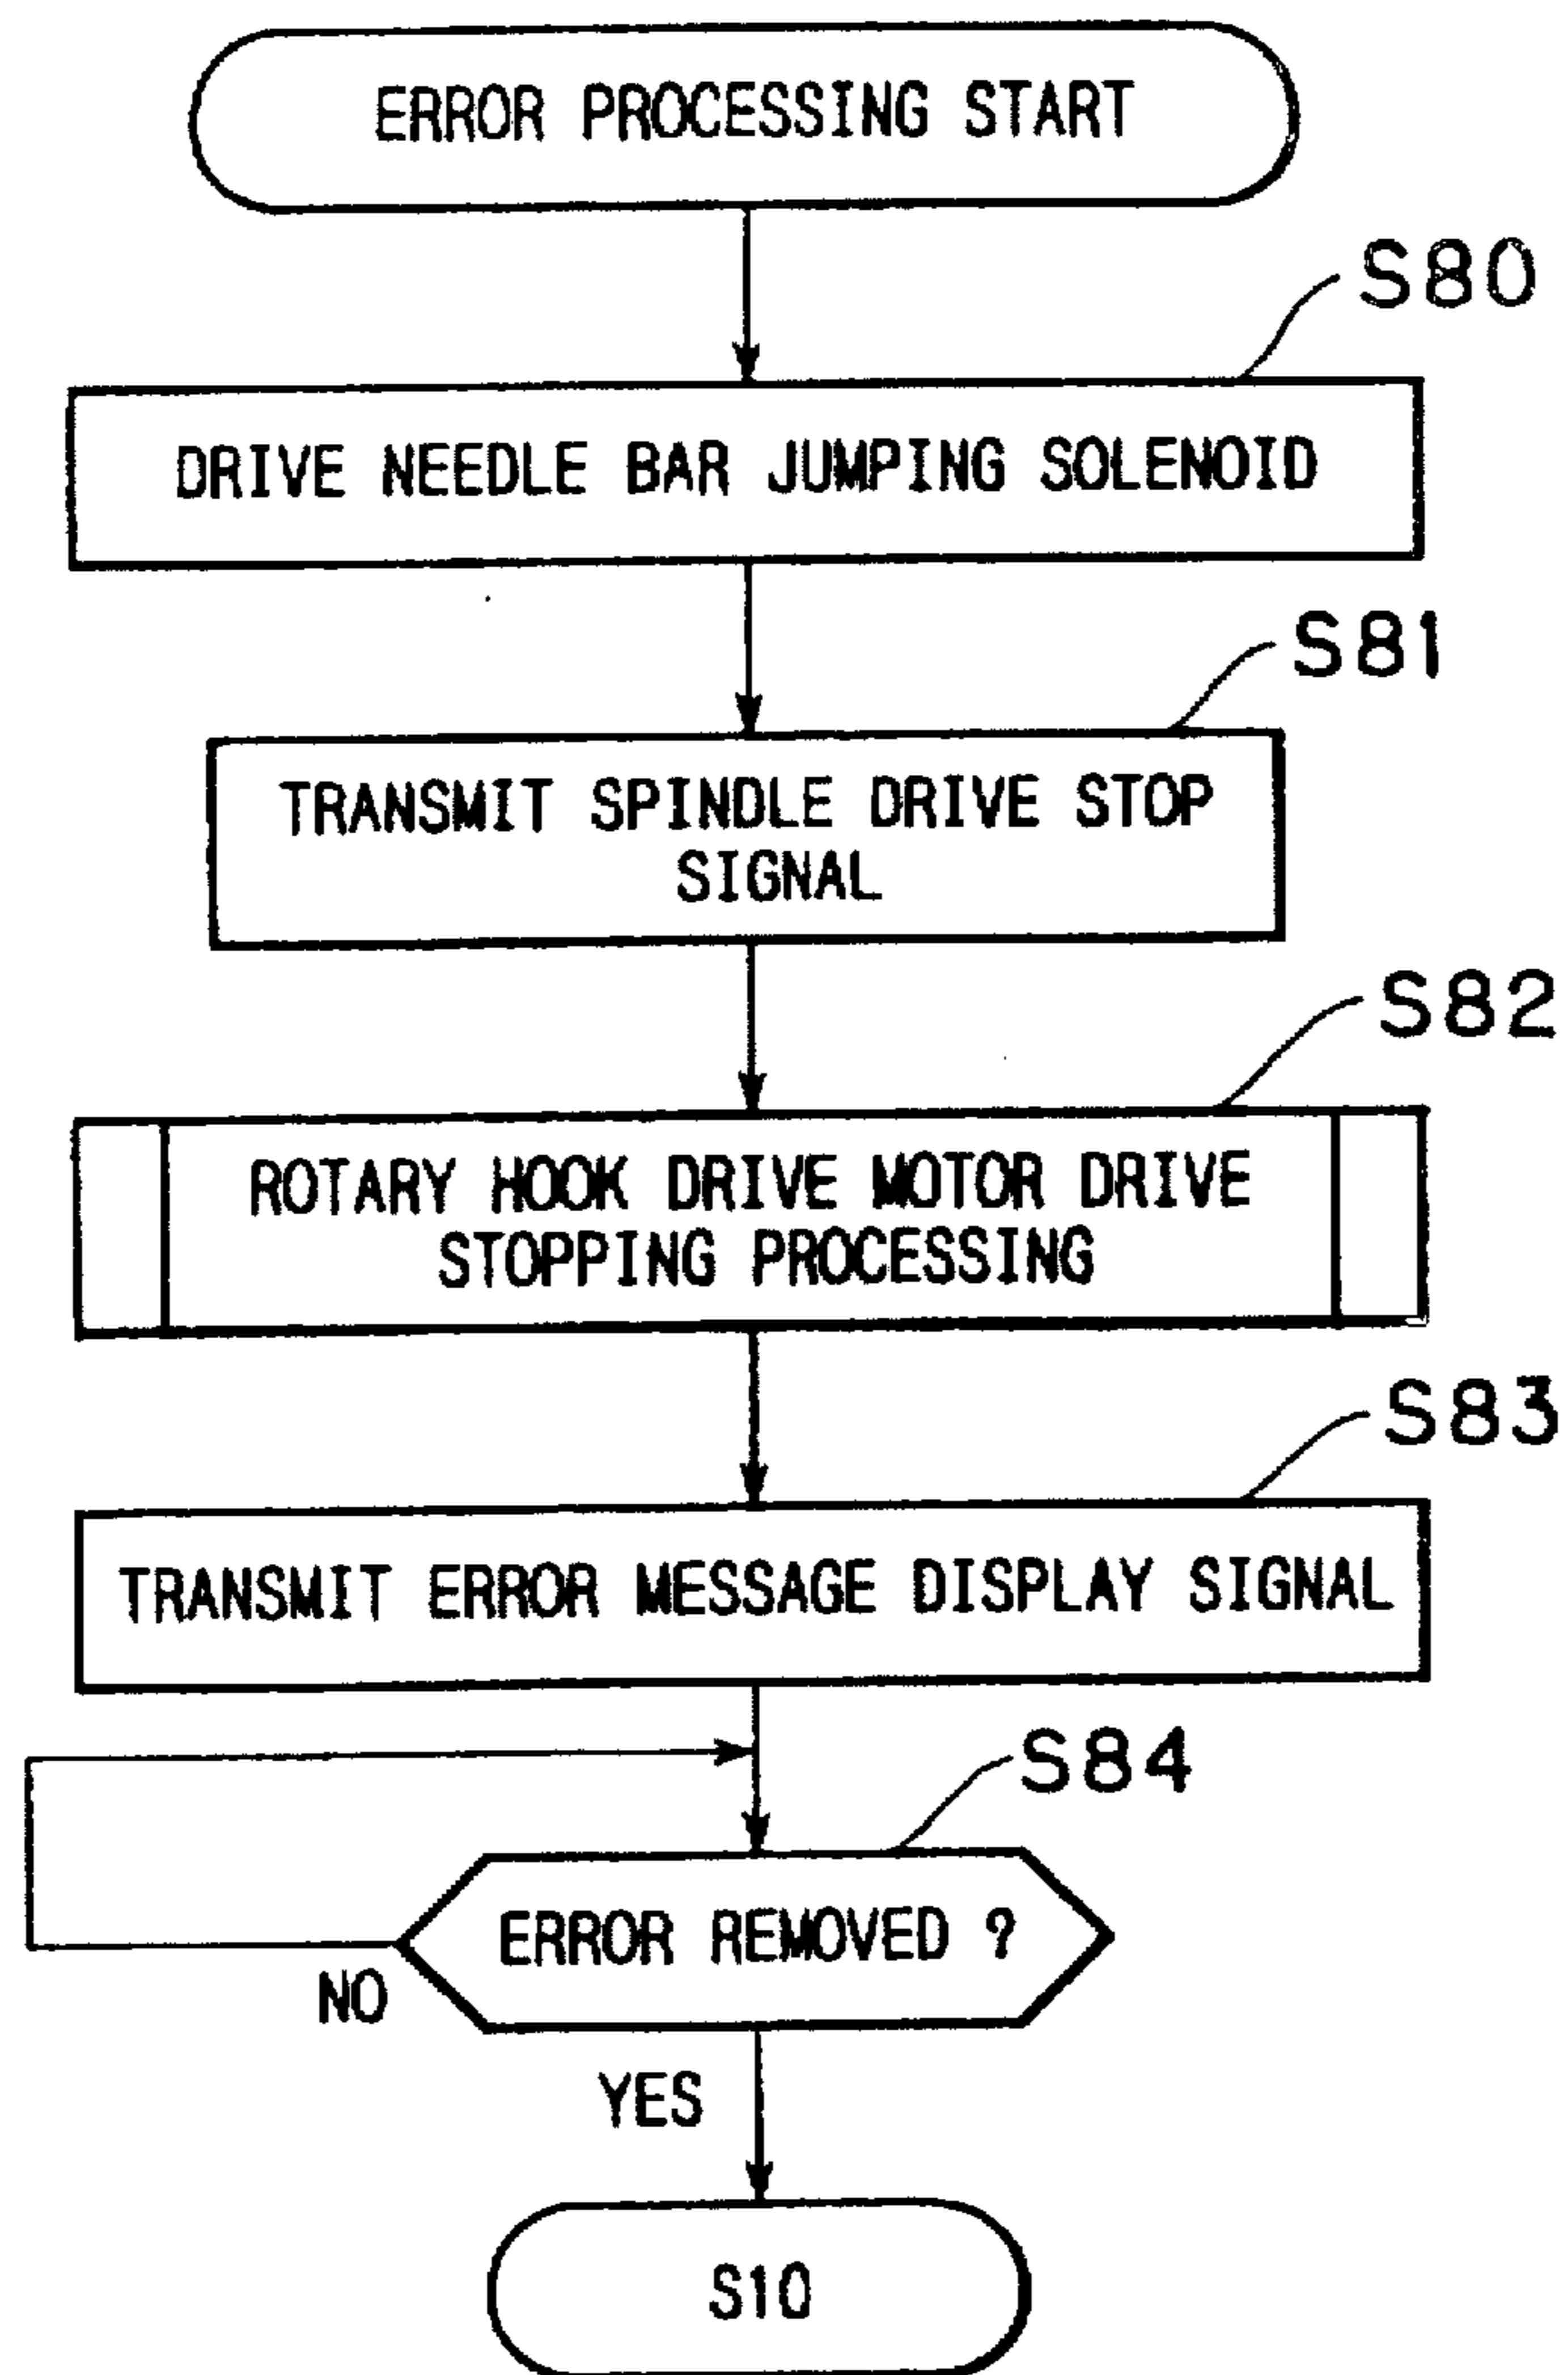 ERROR PROCESSING START
S80
DRIVE NEEDLE BAR JUMPING SOLENOID
S81
TRANSMIT SPINDLE DRIVE STOP
SIGNAL
S82
ROTARY HOOK DRIVE MOTOR DRIVE
STOPPING PROCESSING
S83
TRANSMIT ERROR MESSAGE DISPLAY SIGNAL
S84
ERROR REMOVED ?
NO
YES
S10